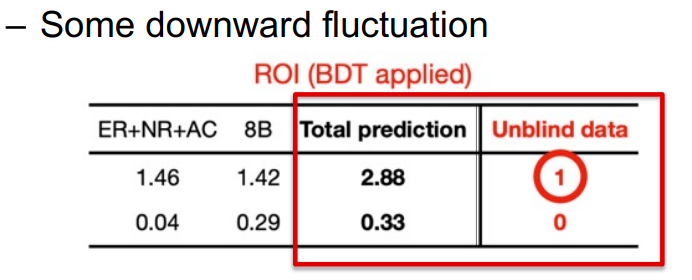 – Some downward fluctuation
ROI (BDT applied)
ER+NR+AC 8B Total prediction Unblind data
1.46 1.42 2.88 1
0.04 0.29 0.33 0